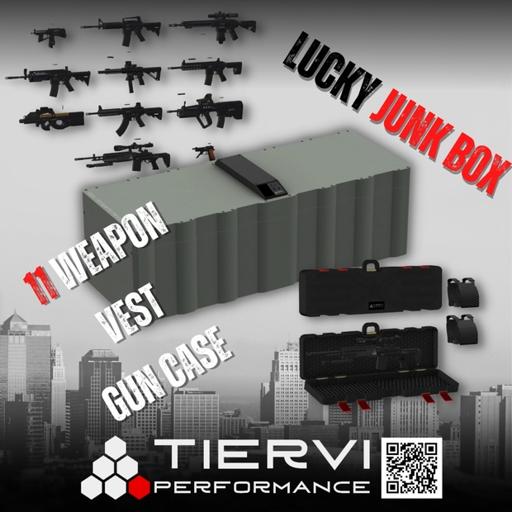 LUCKY JUNK BOX
11 WEAPON
VEST
GUN CASE
TIERVI
PERFORMANCE